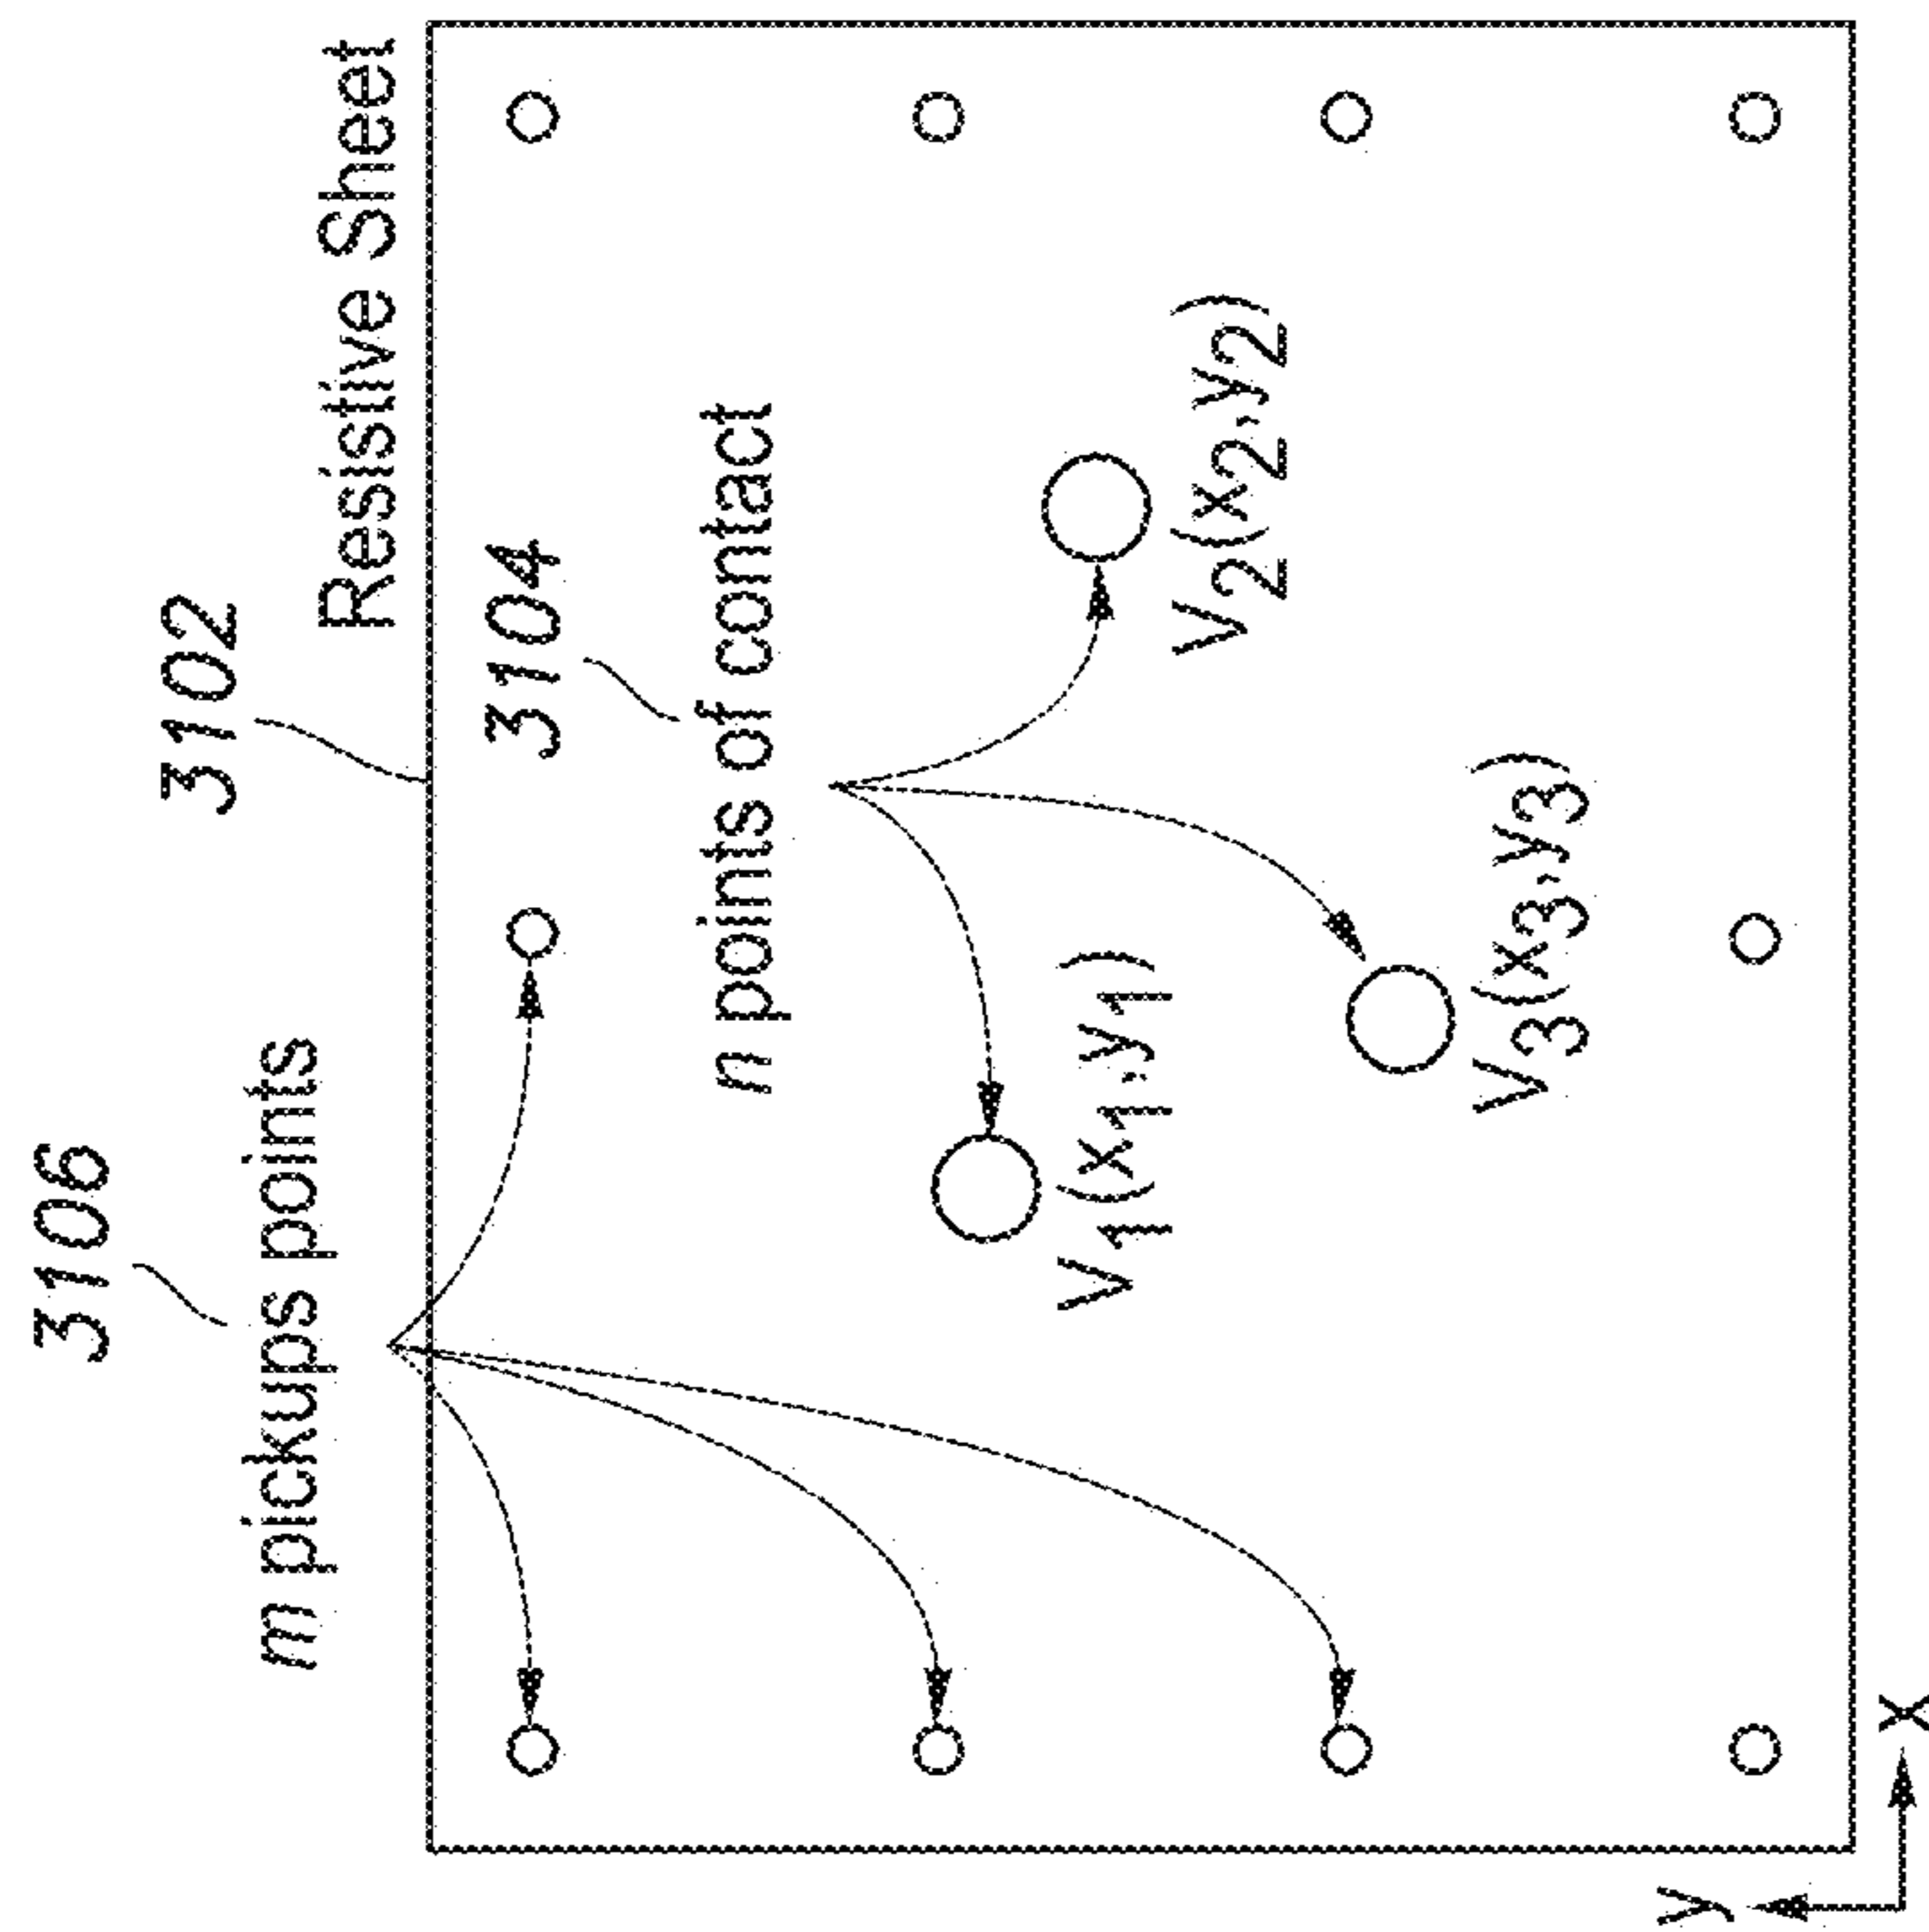 3106
m pickups points
3102
Resistive Sheet
3104
n points of contact
V1(x1,y1)
V2(x2,y2)
V3(x3,y3)
y
x